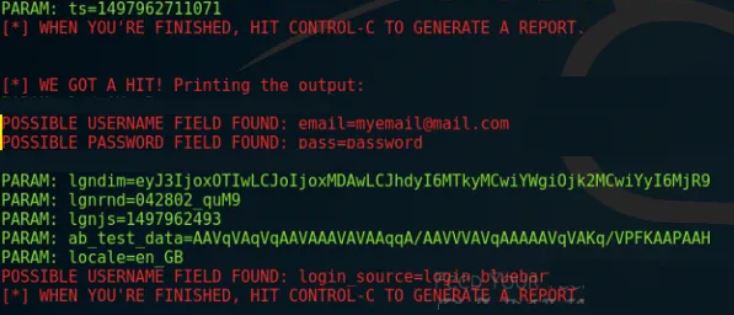 PARAM: ts=1497962711071
[*] WHEN YOU'RE FINISHED, HIT CONTROL-C TO GENERATE A REPORT.
[*] WE GOT A HIT! Printing the output:
POSSIBLE USERNAME FIELD FOUND: email=myemail@mail.com
POSSIBLE PASSWORD FIELD FOUND: pass=password
PARAM: lgndim=eyJ3IjoxOTIwLCJoIjoxMDAwLCJhdyI6MTkyMCwiYWgiOjk2MCwiYyI6MjR9
PARAM: lgnrnd=042802_quM9
PARAM: lgnjs=1497962493
PARAM: ab_test_data=AAVqVAqVqAAVAAAVAVAAqqA/AAVVVAVqAAAAAVqVAKq/VPFKAAPAAH
PARAM: locale=en_GB
POSSIBLE USERNAME FIELD FOUND: login_source=login_bluebar
[*] WHEN YOU'RE FINISHED, HIT CONTROL-C TO GENERATE A REPORT.